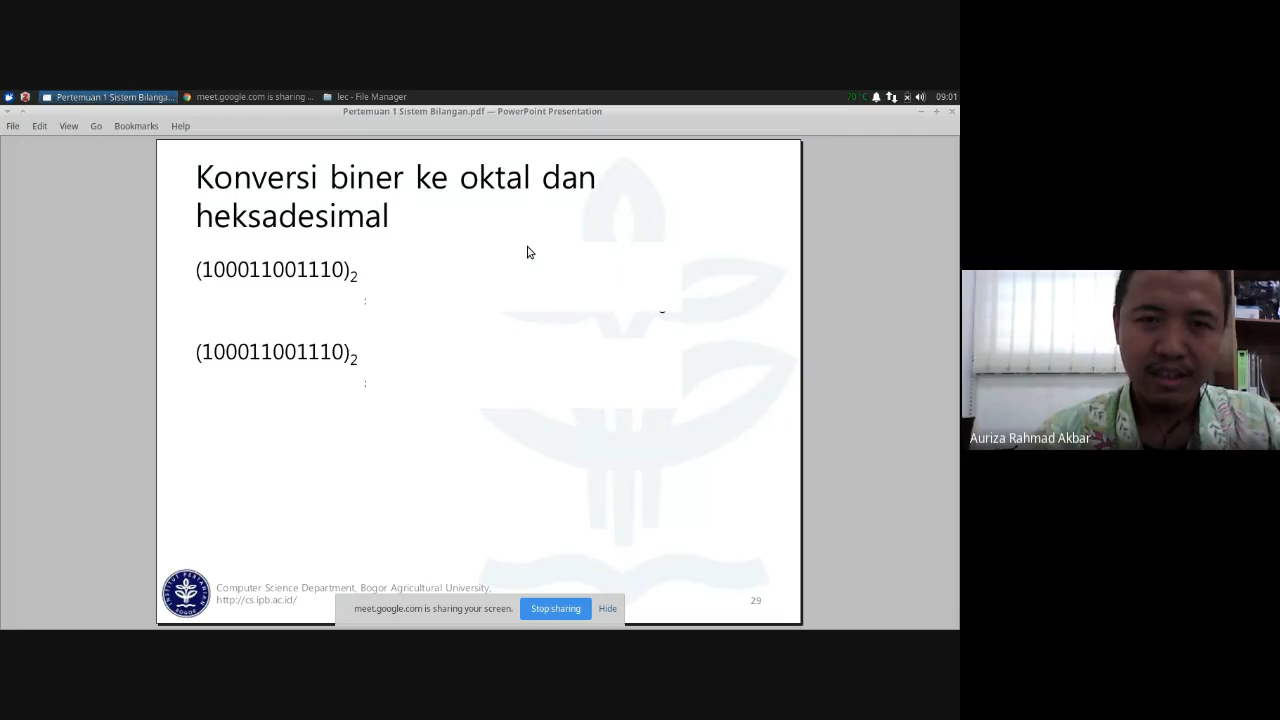 Pertemuan 1 Sistem Bilanga...
meet.google.com is sharing ...
lec - File Manager
70°C
09:01
Pertemuan 1 Sistem Bilangan.pdf — PowerPoint Presentation
File Edit View Go Bookmarks Help
Konversi biner ke oktal dan
heksadesimal
(100011001110)₂
:
(100011001110)₂
:
Computer Science Department, Bogor Agricultural University,
http://cs.ipb.ac.id/
29
meet.google.com is sharing your screen.
Stop sharing
Hide
Auriza Rahmad Akbar